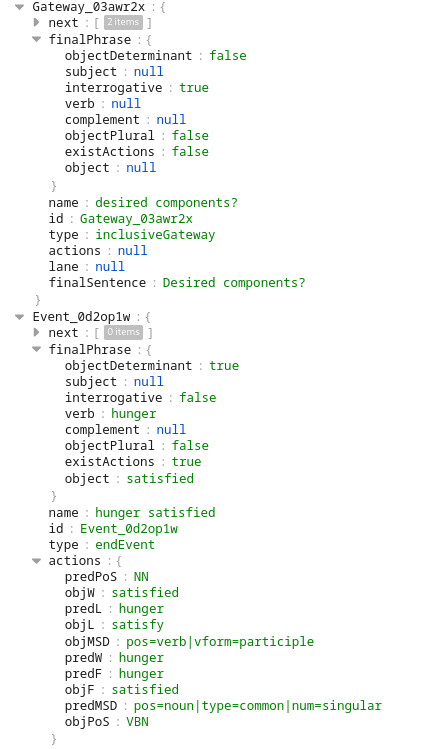 Gateway_03awr2x : {
next : [ 2 items ]
finalPhrase : {
objectDeterminant : false
subject : null
interrogative : true
verb : null
complement : null
objectPlural : false
existActions : false
object : null
}
name : desired components?
id : Gateway_03awr2x
type : inclusiveGateway
actions : null
lane : null
finalSentence : Desired components?
}
Event_0d2op1w : {
next : [ 0 items ]
finalPhrase : {
objectDeterminant : true
subject : null
interrogative : false
verb : hunger
complement : null
objectPlural : false
existActions : true
object : satisfied
}
name : hunger satisfied
id : Event_0d2op1w
type : endEvent
actions : {
predPoS : NN
objW : satisfied
predL : hunger
objL : satisfy
objMSD : pos=verb|vform=participle
predW : hunger
predF : hunger
objF : satisfied
predMSD : pos=noun|type=common|num=singular
objPoS : VBN
}